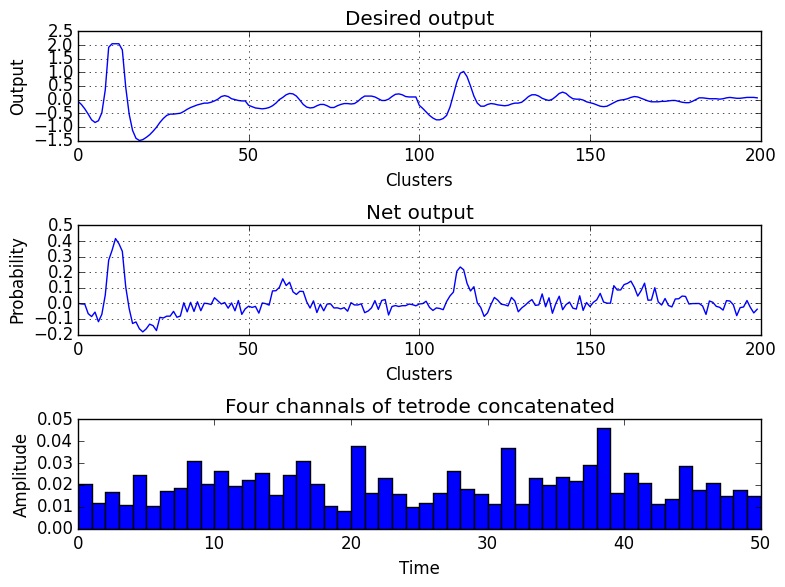 Desired output
2.5
2.0
1.5
1.0
0.5
0.0
−0.5
−1.0
−1.5
Output
0 50 100 150 200
Clusters
Net output
0.5
0.4
0.3
0.2
0.1
0.0
−0.1
−0.2
Probability
0 50 100 150 200
Clusters
Four channals of tetrode concatenated
0.05
0.04
0.03
0.02
0.01
0.00
Amplitude
0 10 20 30 40 50
Time